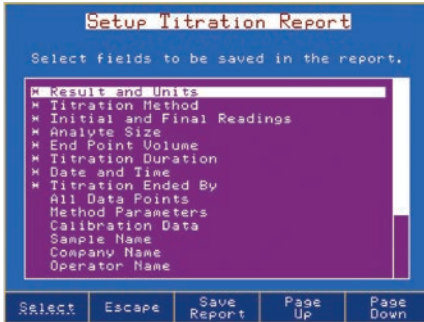 Setup Titration Report
Select fields to be saved in the report.
* Result and Units
* Titration Method
* Initial and Final Readings
* Analyte Size
* End Point Volume
* Titration Duration
* Date and Time
* Titration Ended By
All Data Points
Method Parameters
Calibration Data
Sample Name
Company Name
Operator Name
Select
Escape
Save
Report
Page
Up
Page
Down